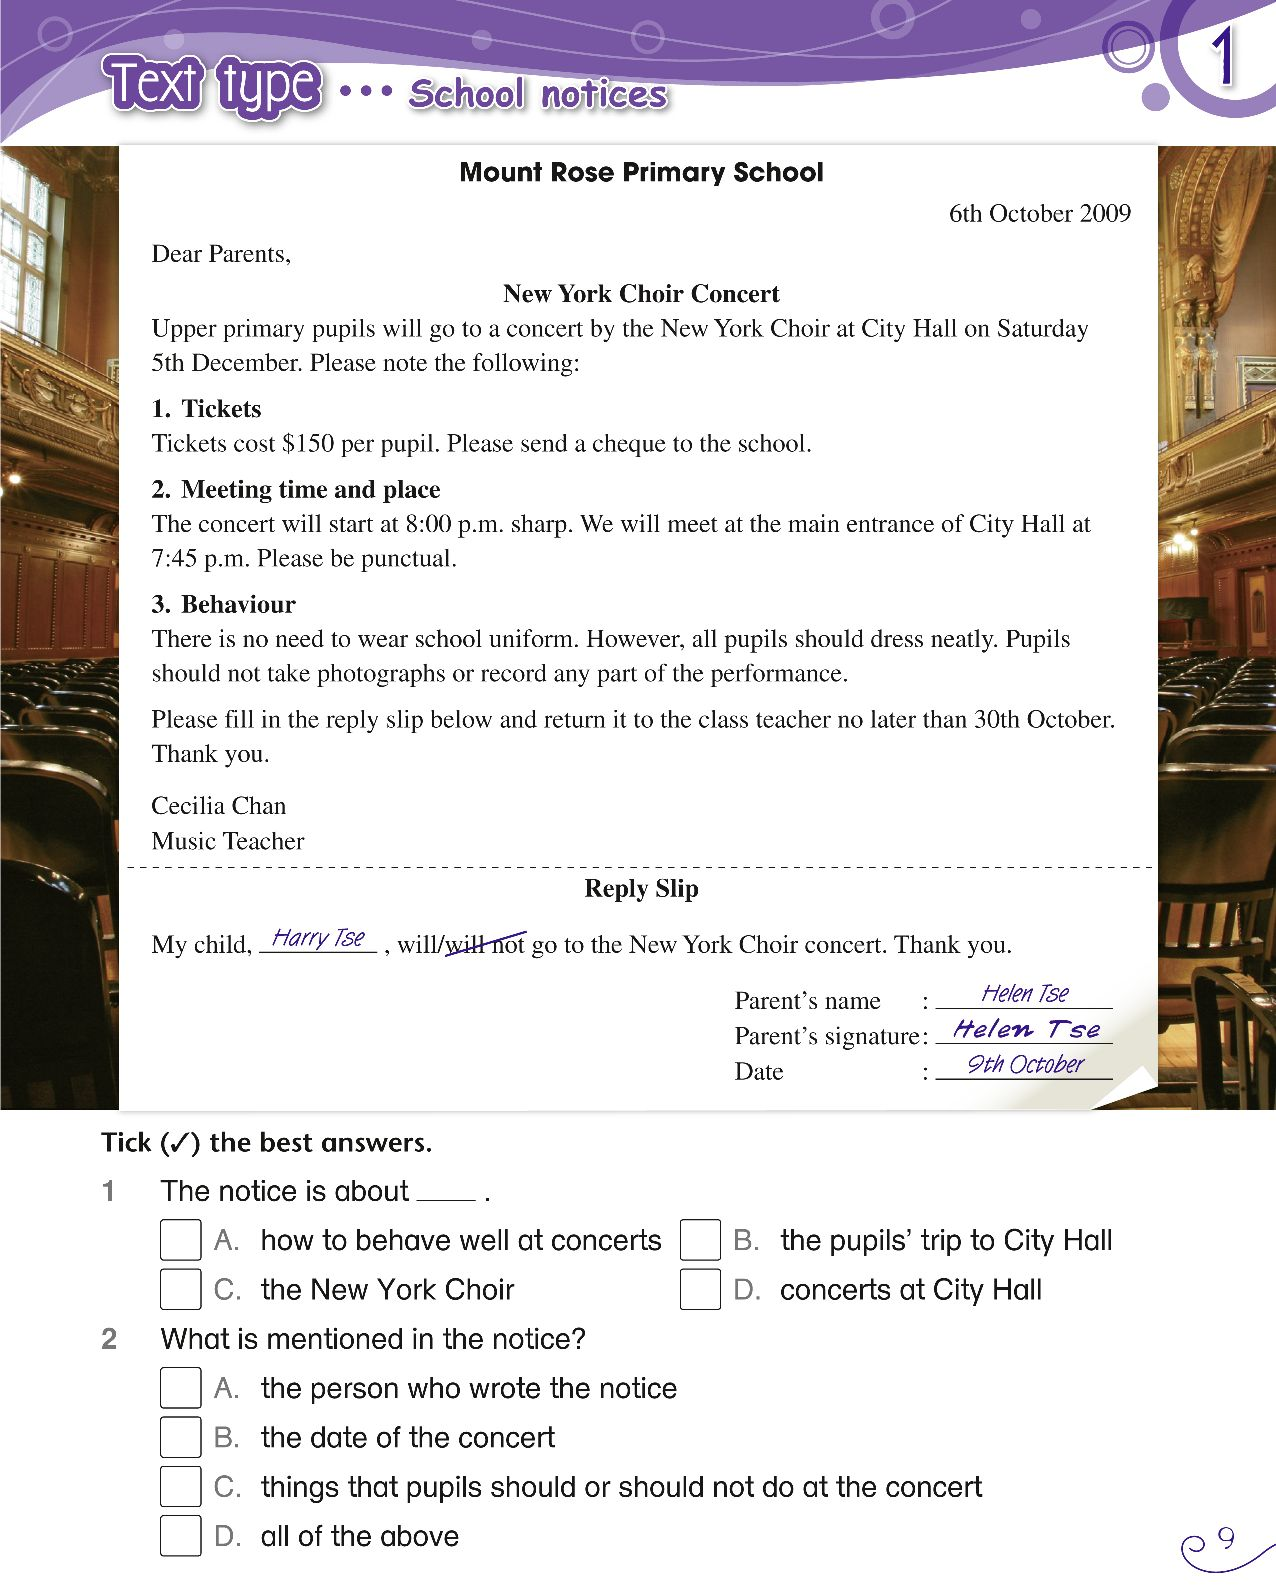 Text type ... School notices
1
Mount Rose Primary School
6th October 2009
Dear Parents,
New York Choir Concert
Upper primary pupils will go to a concert by the New York Choir at City Hall on Saturday
5th December. Please note the following:
1. Tickets
Tickets cost $150 per pupil. Please send a cheque to the school.
2. Meeting time and place
The concert will start at 8:00 p.m. sharp. We will meet at the main entrance of City Hall at
7:45 p.m. Please be punctual.
3. Behaviour
There is no need to wear school uniform. However, all pupils should dress neatly. Pupils
should not take photographs or record any part of the performance.
Please fill in the reply slip below and return it to the class teacher no later than 30th October.
Thank you.
Cecilia Chan
Music Teacher
Reply Slip
My child, Harry Tse , will/will not go to the New York Choir concert. Thank you.
Parent's name : Helen Tse
Parent's signature: Helen Tse
Date : 9th October
Tick (✓) the best answers.
1 The notice is about ____ .
A. how to behave well at concerts B. the pupils' trip to City Hall
C. the New York Choir D. concerts at City Hall
2 What is mentioned in the notice?
A. the person who wrote the notice
B. the date of the concert
C. things that pupils should or should not do at the concert
D. all of the above
9